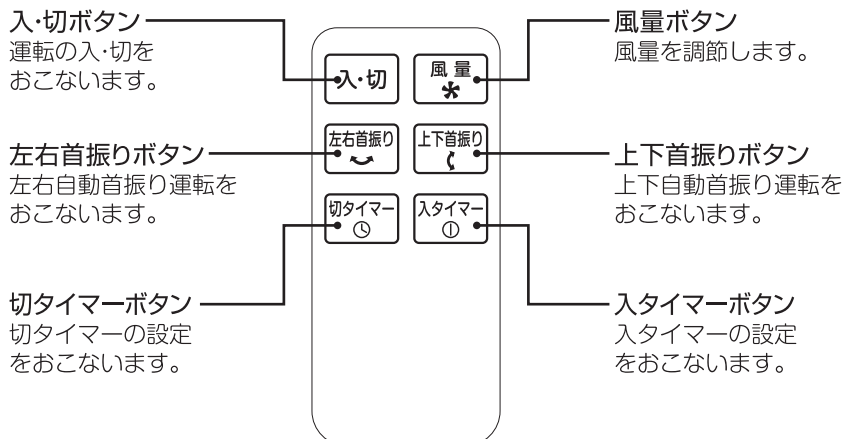 入・切ボタン
運転の入・切を
おこないます。
左右首振りボタン
左右自動首振り運転を
おこないます。
切タイマーボタン
切タイマーの設定
をおこないます。
入・切
風量
左右首振り
上下首振り
切タイマー
入タイマー
風量ボタン
風量を調節します。
上下首振りボタン
上下自動首振り運転を
おこないます。
入タイマーボタン
入タイマーの設定
をおこないます。